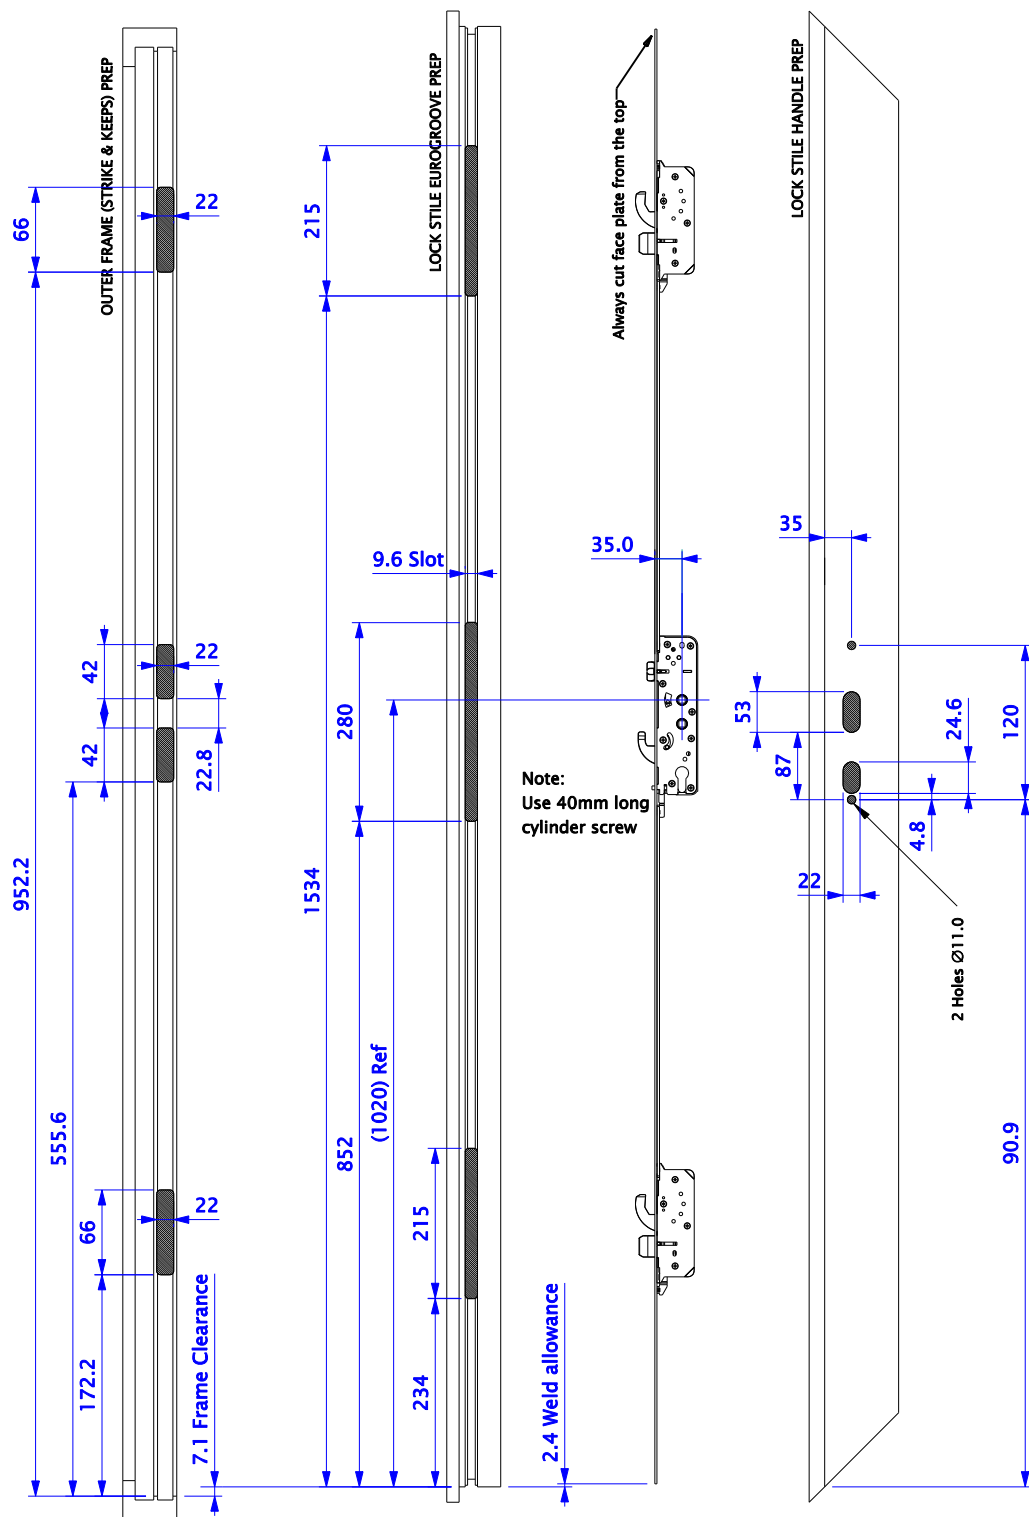 OUTER FRAME (STRIKE & KEEPS) PREP
66
22
952.2
42
22
42
22.8
555.6
66
22
172.2
7.1 Frame Clearance
LOCK STILE EUROGROOVE PREP
215
9.6 Slot
280
1534
(1020) Ref
852
215
234
Always cut face plate from the top
35.0
Note:
Use 40mm long
cylinder screw
2.4 Weld allowance
LOCK STILE HANDLE PREP
35
53
24.6
120
87
4.8
22
2 Holes Ø11.0
90.9